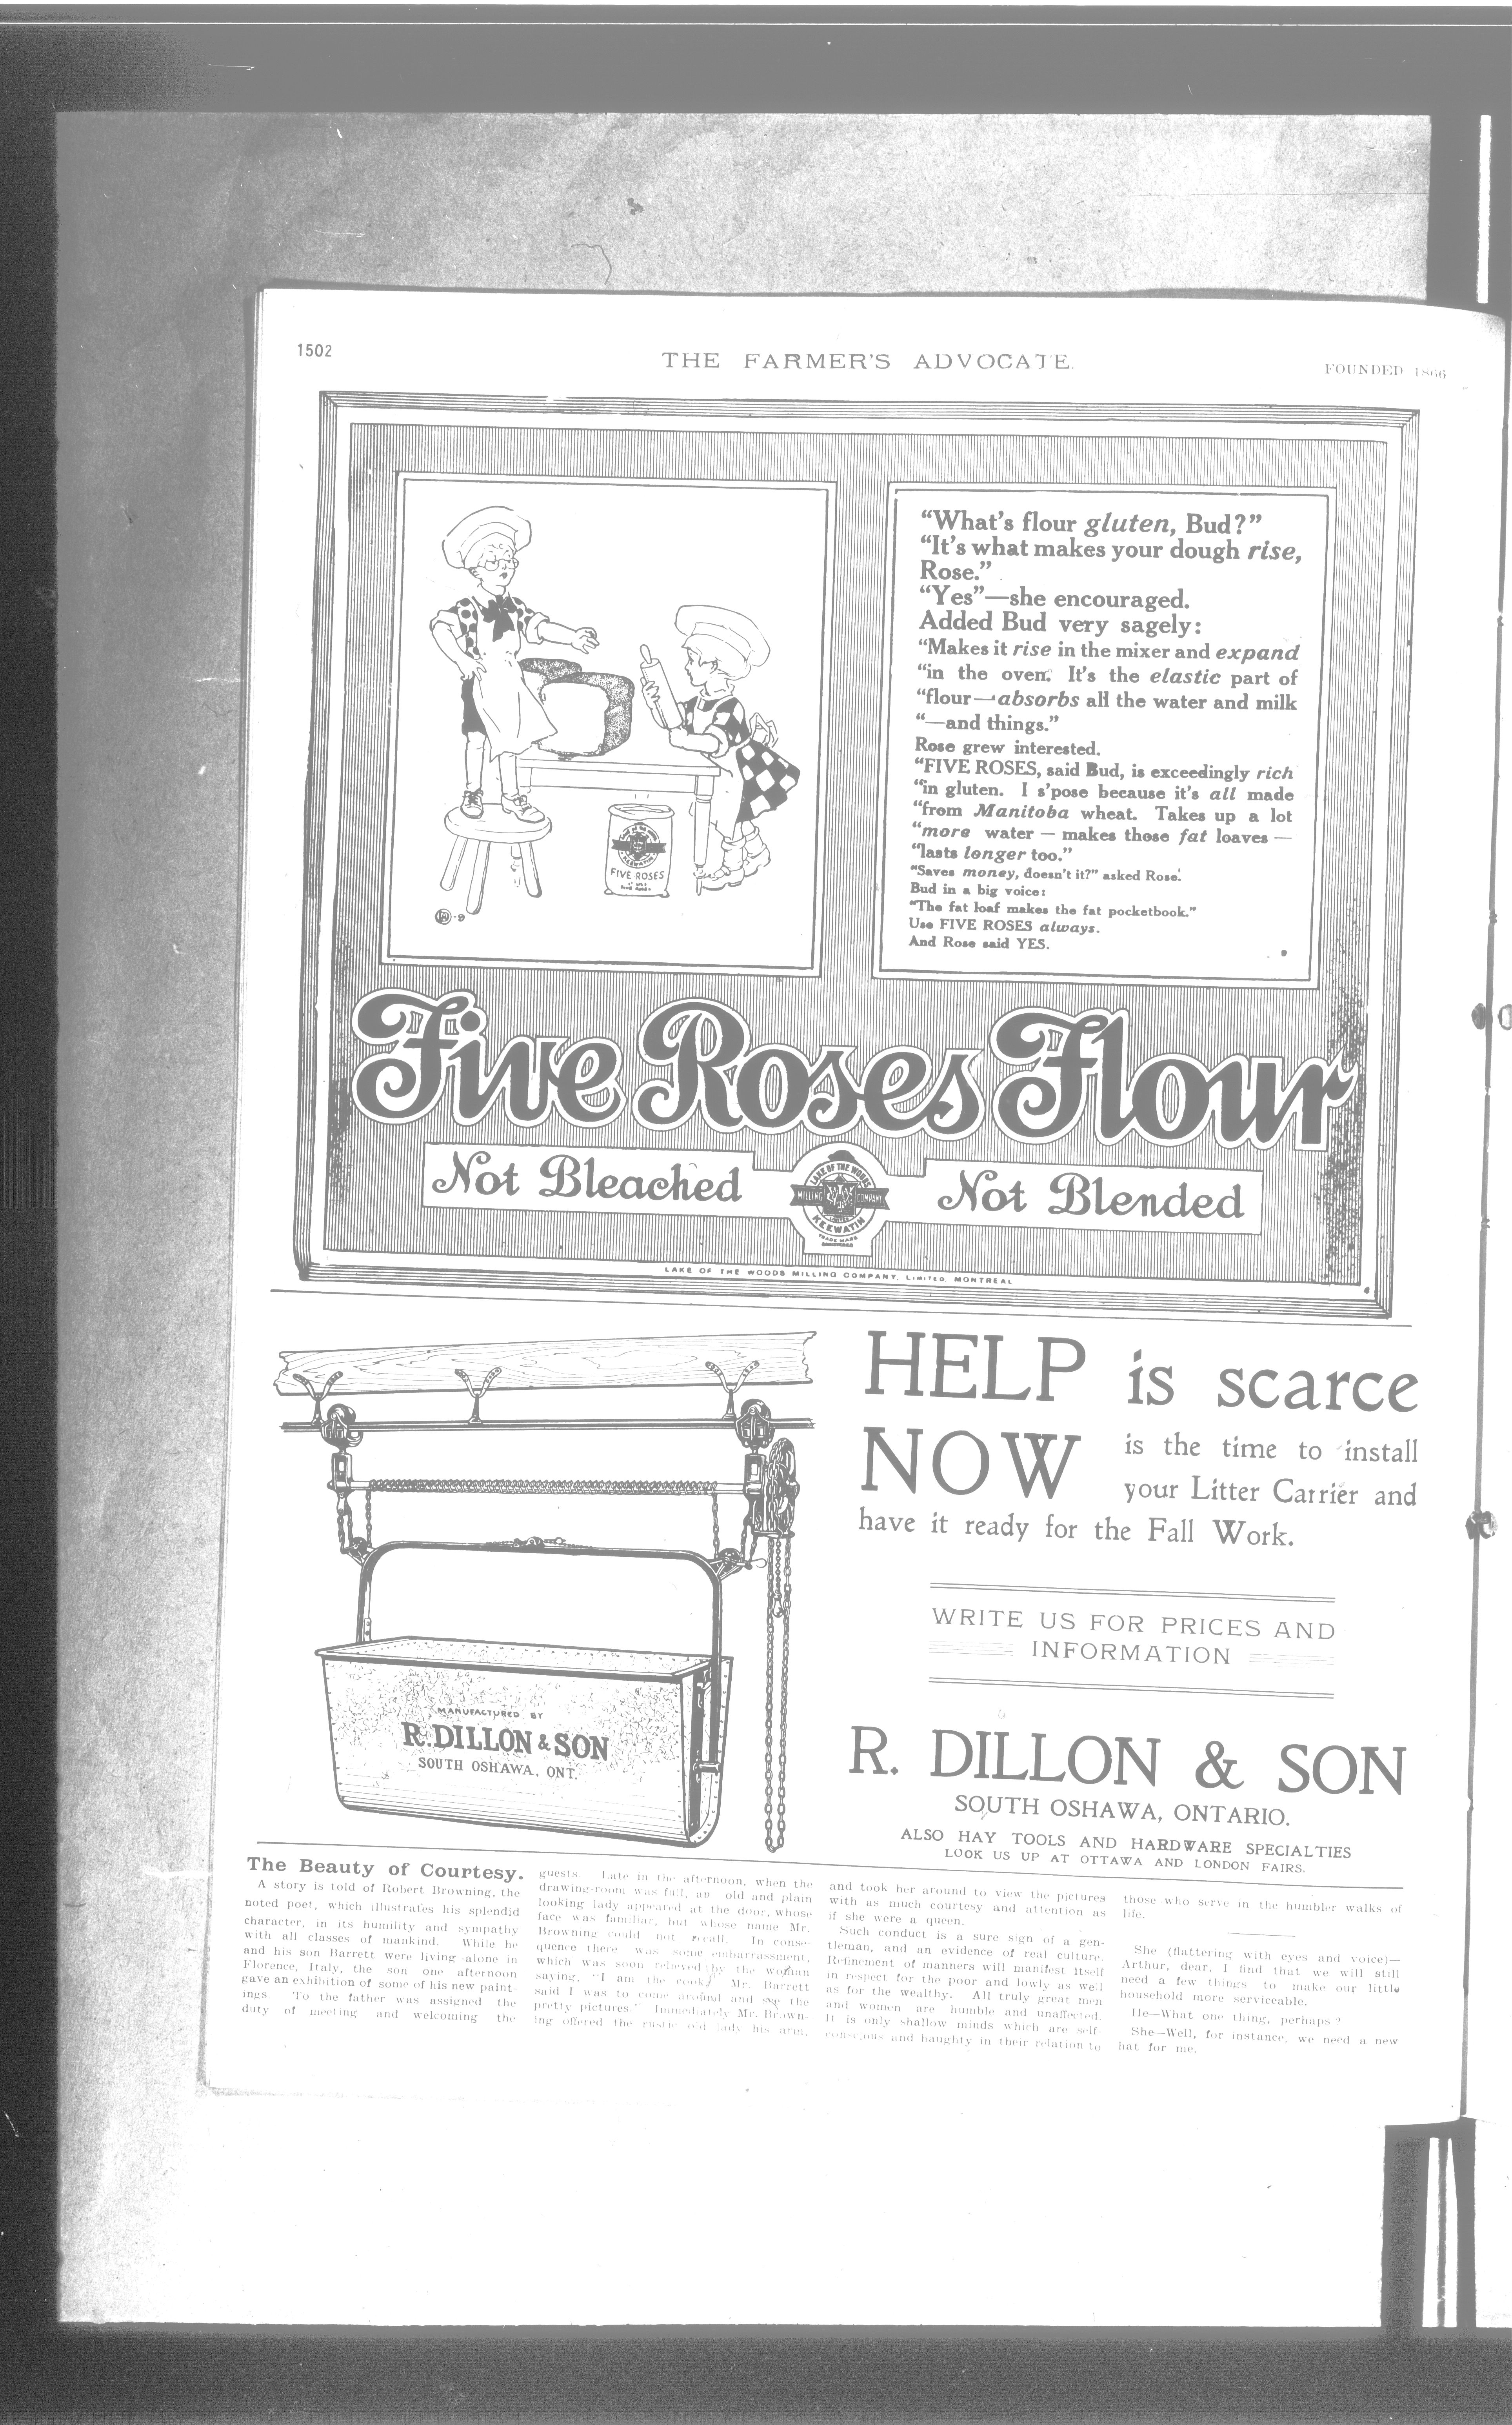 1502
THE FARMER'S ADVOCATE.
FOUNDED 1866
"What's flour gluten, Bud?"
"It's what makes your dough rise,
Rose."
"Yes"—she encouraged.
Added Bud very sagely:
"Makes it rise in the mixer and expand
"in the oven. It's the elastic part of
"flour—absorbs all the water and milk
"—and things."
Rose grew interested.
"FIVE ROSES, said Bud, is exceedingly rich
"in gluten. I s'pose because it's all made
"from Manitoba wheat. Takes up a lot
"more water — makes those fat loaves —
"lasts longer too."
"Saves money, doesn't it?" asked Rose.
Bud in a big voice:
"The fat loaf makes the fat pocketbook."
Use FIVE ROSES always.
And Rose said YES.
FIVE ROSES
Five Roses Flour
Not Bleached
LAKE OF THE WOODS
MILLING COMPANY
LIMITED
KEEWATIN
TRADE MARK
REGISTERED
Not Blended
LAKE OF THE WOODS MILLING COMPANY, LIMITED MONTREAL
HELP is scarce
NOW is the time to install
your Litter Carrier and
have it ready for the Fall Work.
WRITE US FOR PRICES AND
INFORMATION
MANUFACTURED BY
R. DILLON & SON
SOUTH OSHAWA, ONT.
R. DILLON & SON
SOUTH OSHAWA, ONTARIO.
ALSO HAY TOOLS AND HARDWARE SPECIALTIES
LOOK US UP AT OTTAWA AND LONDON FAIRS.
The Beauty of Courtesy.
A story is told of Robert Browning, the
noted poet, which illustrates his splendid
character, in its humility and sympathy
with all classes of mankind. While he
and his son Barrett were living alone in
Florence, Italy, the son one afternoon
gave an exhibition of some of his new paint-
ings. To the father was assigned the
duty of meeting and welcoming the
guests. Late in the afternoon, when the
drawing-room was full, an old and plain
looking lady appeared at the door, whose
face was familiar, but whose name Mr.
Browning could not recall. In conse-
quence there was some embarrassment,
which was soon relieved by the woman
saying, "I am the cook. Mr. Barrett
said I was to come around and see the
pretty pictures." Immediately Mr. Brown-
ing offered the rustic old lady his arm,
and took her around to view the pictures
with as much courtesy and attention as
if she were a queen.
Such conduct is a sure sign of a gen-
tleman, and an evidence of real culture.
Refinement of manners will manifest itself
in respect for the poor and lowly as well
as for the wealthy. All truly great men
and women are humble and unaffected.
It is only shallow minds which are self-
conscious and haughty in their relation to
those who serve in the humbler walks of
life.
She (flattering with eyes and voice)—
Arthur, dear, I find that we will still
need a few things to make our little
household more serviceable.
He—What one thing, perhaps?
She—Well, for instance, we need a new
hat for me.